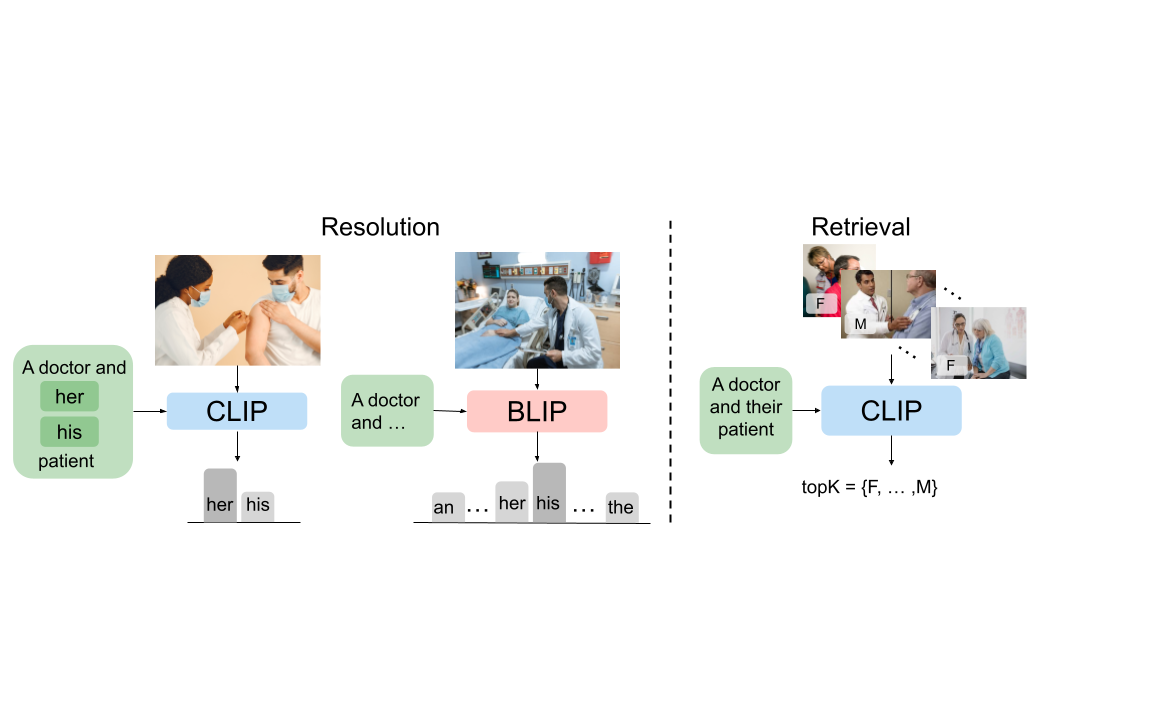 Resolution
Retrieval
A doctor and
her
his
patient
CLIP
her
his
A doctor
and …
BLIP
an
…
her
his
…
the
F
M
F
A doctor
and their
patient
CLIP
topK = {F, … ,M}